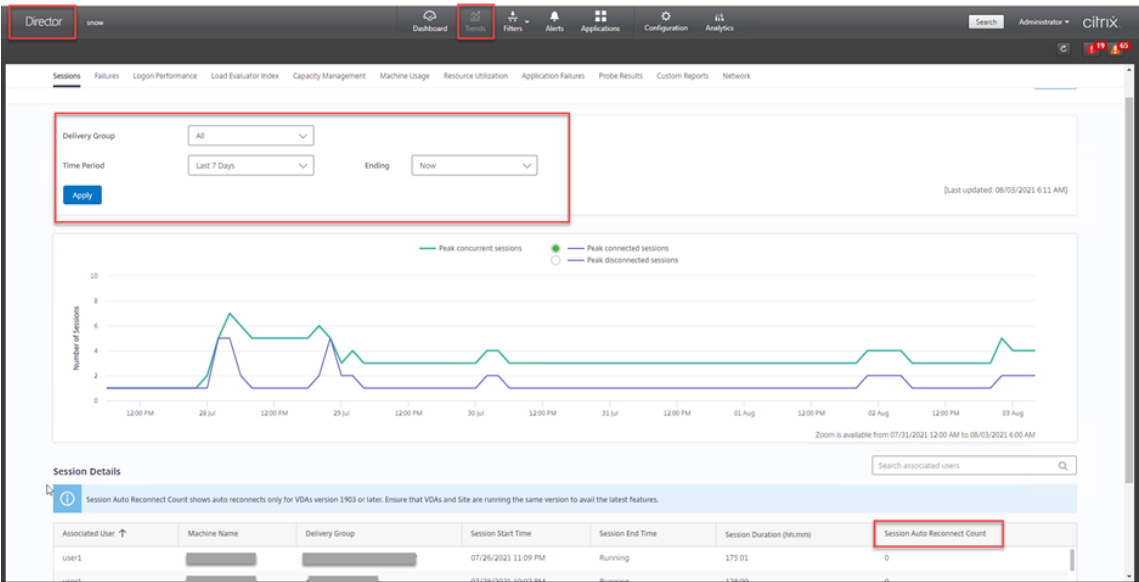 Director snow Dashboard Trends Filters Alerts Applications Configuration Analytics Search Administrator citrix
19 65
Sessions Failures Logon Performance Load Evaluator Index Capacity Management Machine Usage Resource Utilization Application Failures Probe Results Custom Reports Network
Delivery Group All
Time Period Last 7 Days Ending Now
Apply
[Last updated: 08/03/2021 6:11 AM]
Peak concurrent sessions Peak connected sessions
Peak disconnected sessions
Number of Sessions
10
8
6
4
2
0
12:00 PM 28 Jul 12:00 PM 29 Jul 12:00 PM 30 Jul 12:00 PM 31 Jul 12:00 PM 01 Aug 12:00 PM 02 Aug 12:00 PM 03 Aug
Zoom is available from 07/31/2021 12:00 AM to 08/03/2021 6:00 AM
Session Details Search associated users
Session Auto Reconnect Count shows auto reconnects only for VDAs version 1903 or later. Ensure that VDAs and Site are running the same version to avail the latest features.
Associated User Machine Name Delivery Group Session Start Time Session End Time Session Duration (hh:mm) Session Auto Reconnect Count
user1 07/26/2021 11:09 PM Running 175:01 0